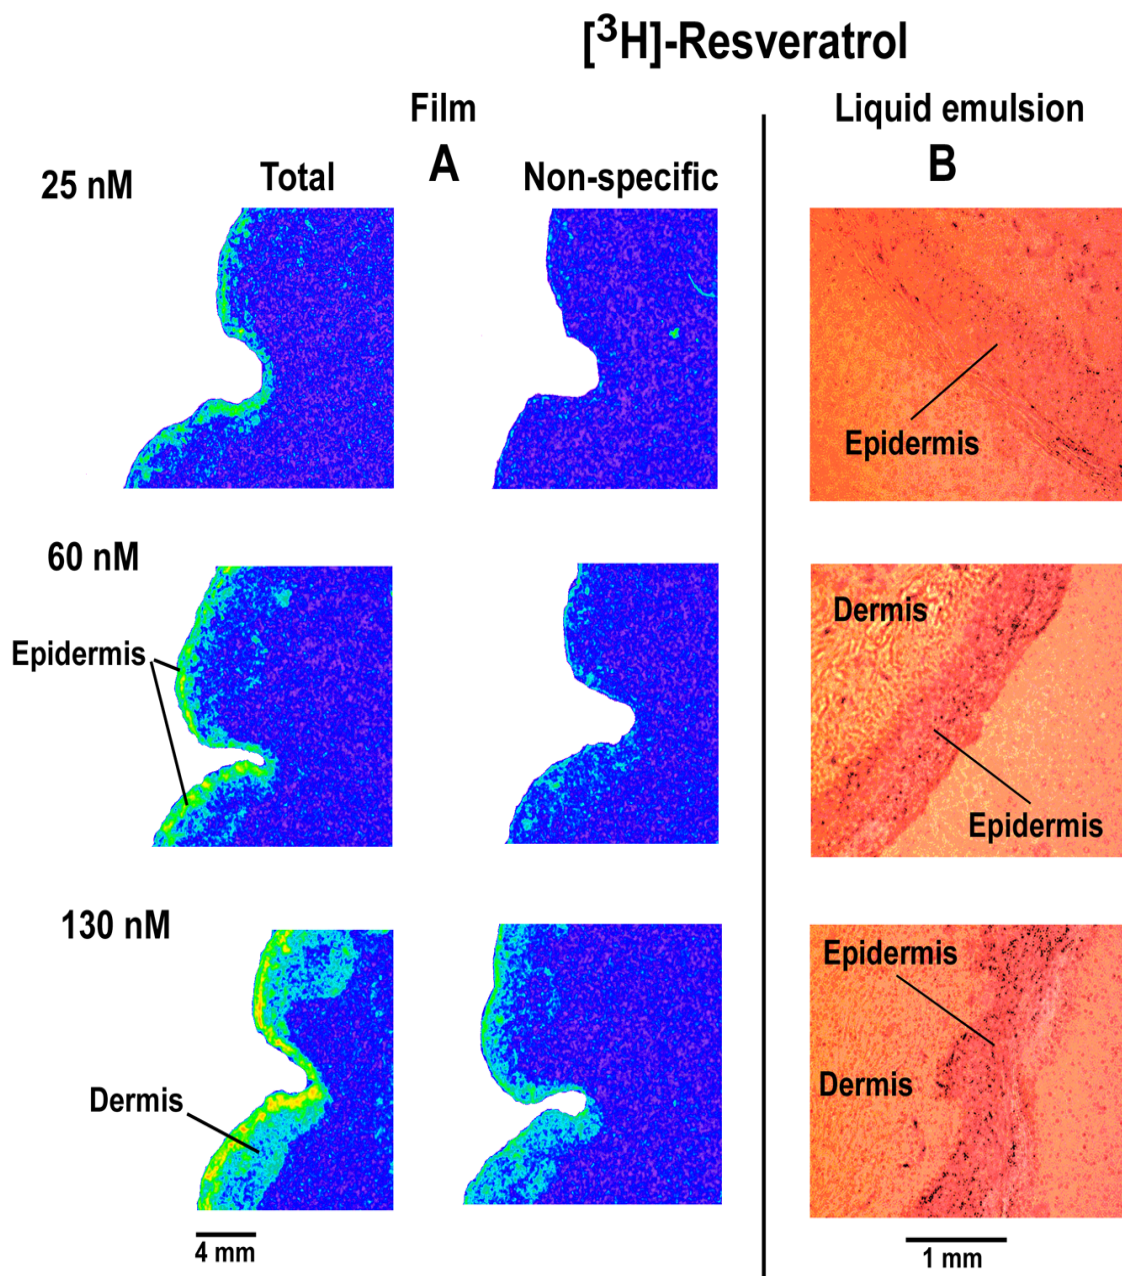 [³H]-Resveratrol
Film
Liquid emulsion
A
B
25 nM
Total
Non-specific
Epidermis
60 nM
Epidermis
Dermis
Epidermis
130 nM
Dermis
Epidermis
Dermis
4 mm
1 mm